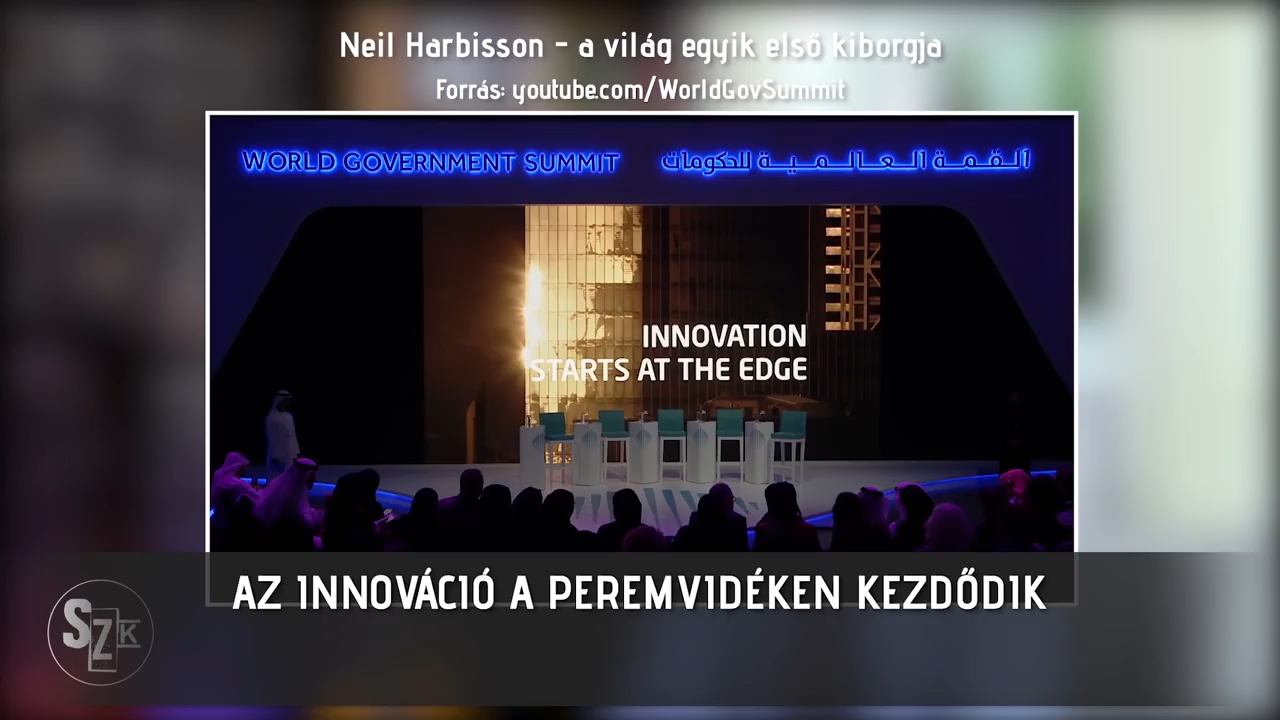 Neil Harbisson - a világ egyik első kiborgja
Forrás: youtube.com/WorldGovSummit
WORLD GOVERNMENT SUMMIT القمة العالمية للحكومات
INNOVATION
STARTS AT THE EDGE
AZ INNOVÁCIÓ A PEREMVIDÉKEN KEZDŐDIK
SZK